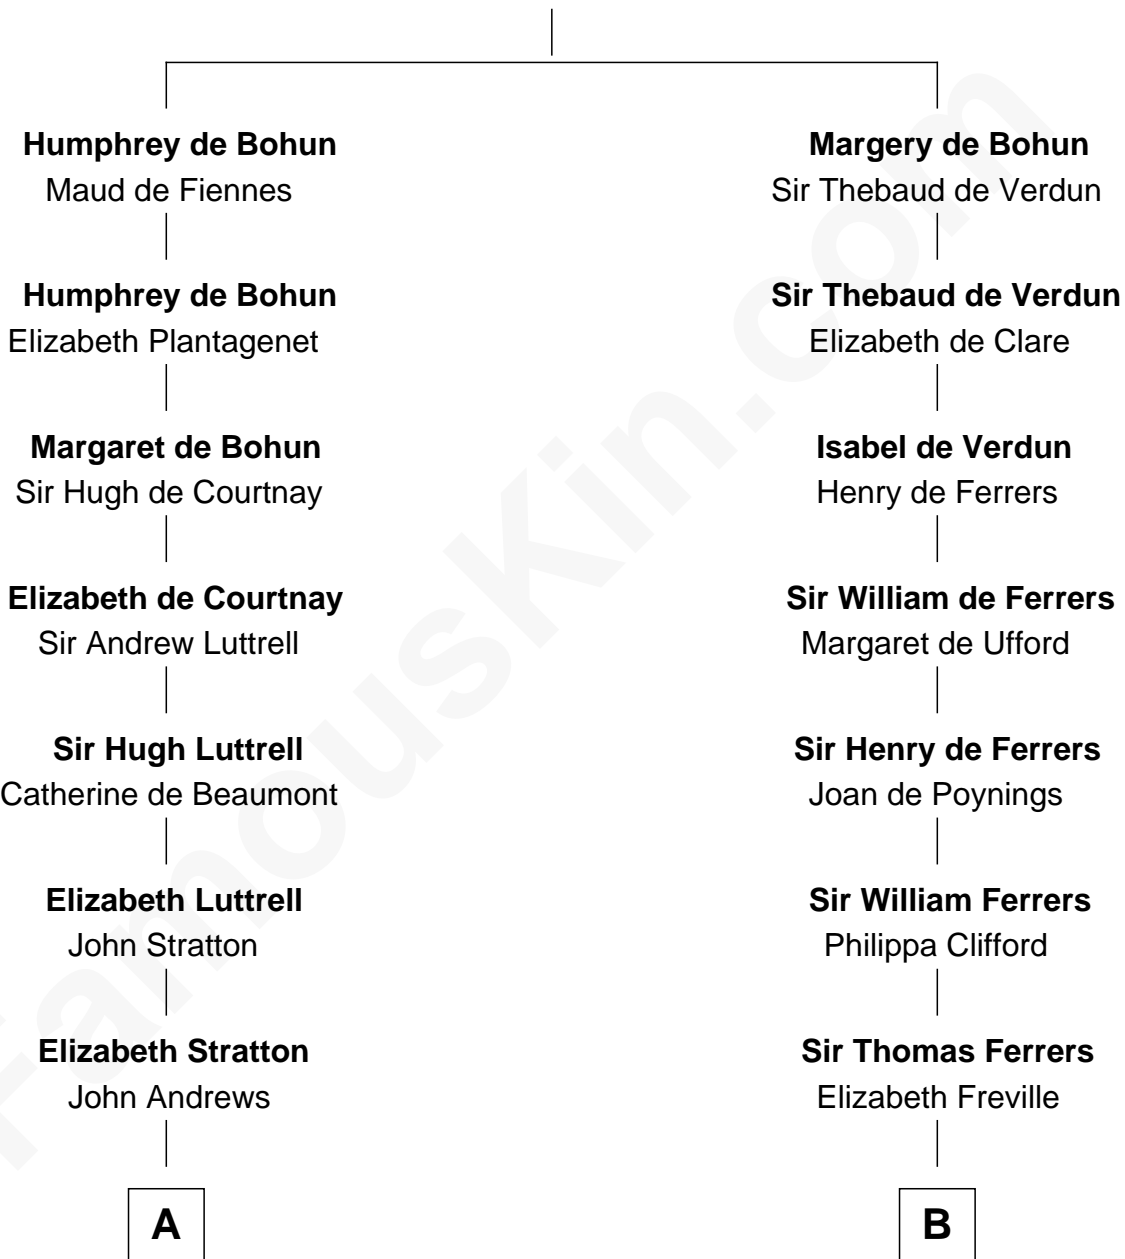 Humphrey de Bohun
Maud de Fiennes
Humphrey de Bohun
Elizabeth Plantagenet
Margaret de Bohun
Sir Hugh de Courtnay
Elizabeth de Courtnay
Sir Andrew Luttrell
Sir Hugh Luttrell
Catherine de Beaumont
Elizabeth Luttrell
John Stratton
Elizabeth Stratton
John Andrews
A
Margery de Bohun
Sir Thebaud de Verdun
Sir Thebaud de Verdun
Elizabeth de Clare
Isabel de Verdun
Henry de Ferrers
Sir William de Ferrers
Margaret de Ufford
Sir Henry de Ferrers
Joan de Poynings
Sir William Ferrers
Philippa Clifford
Sir Thomas Ferrers
Elizabeth Freville
B
FamousKin.com